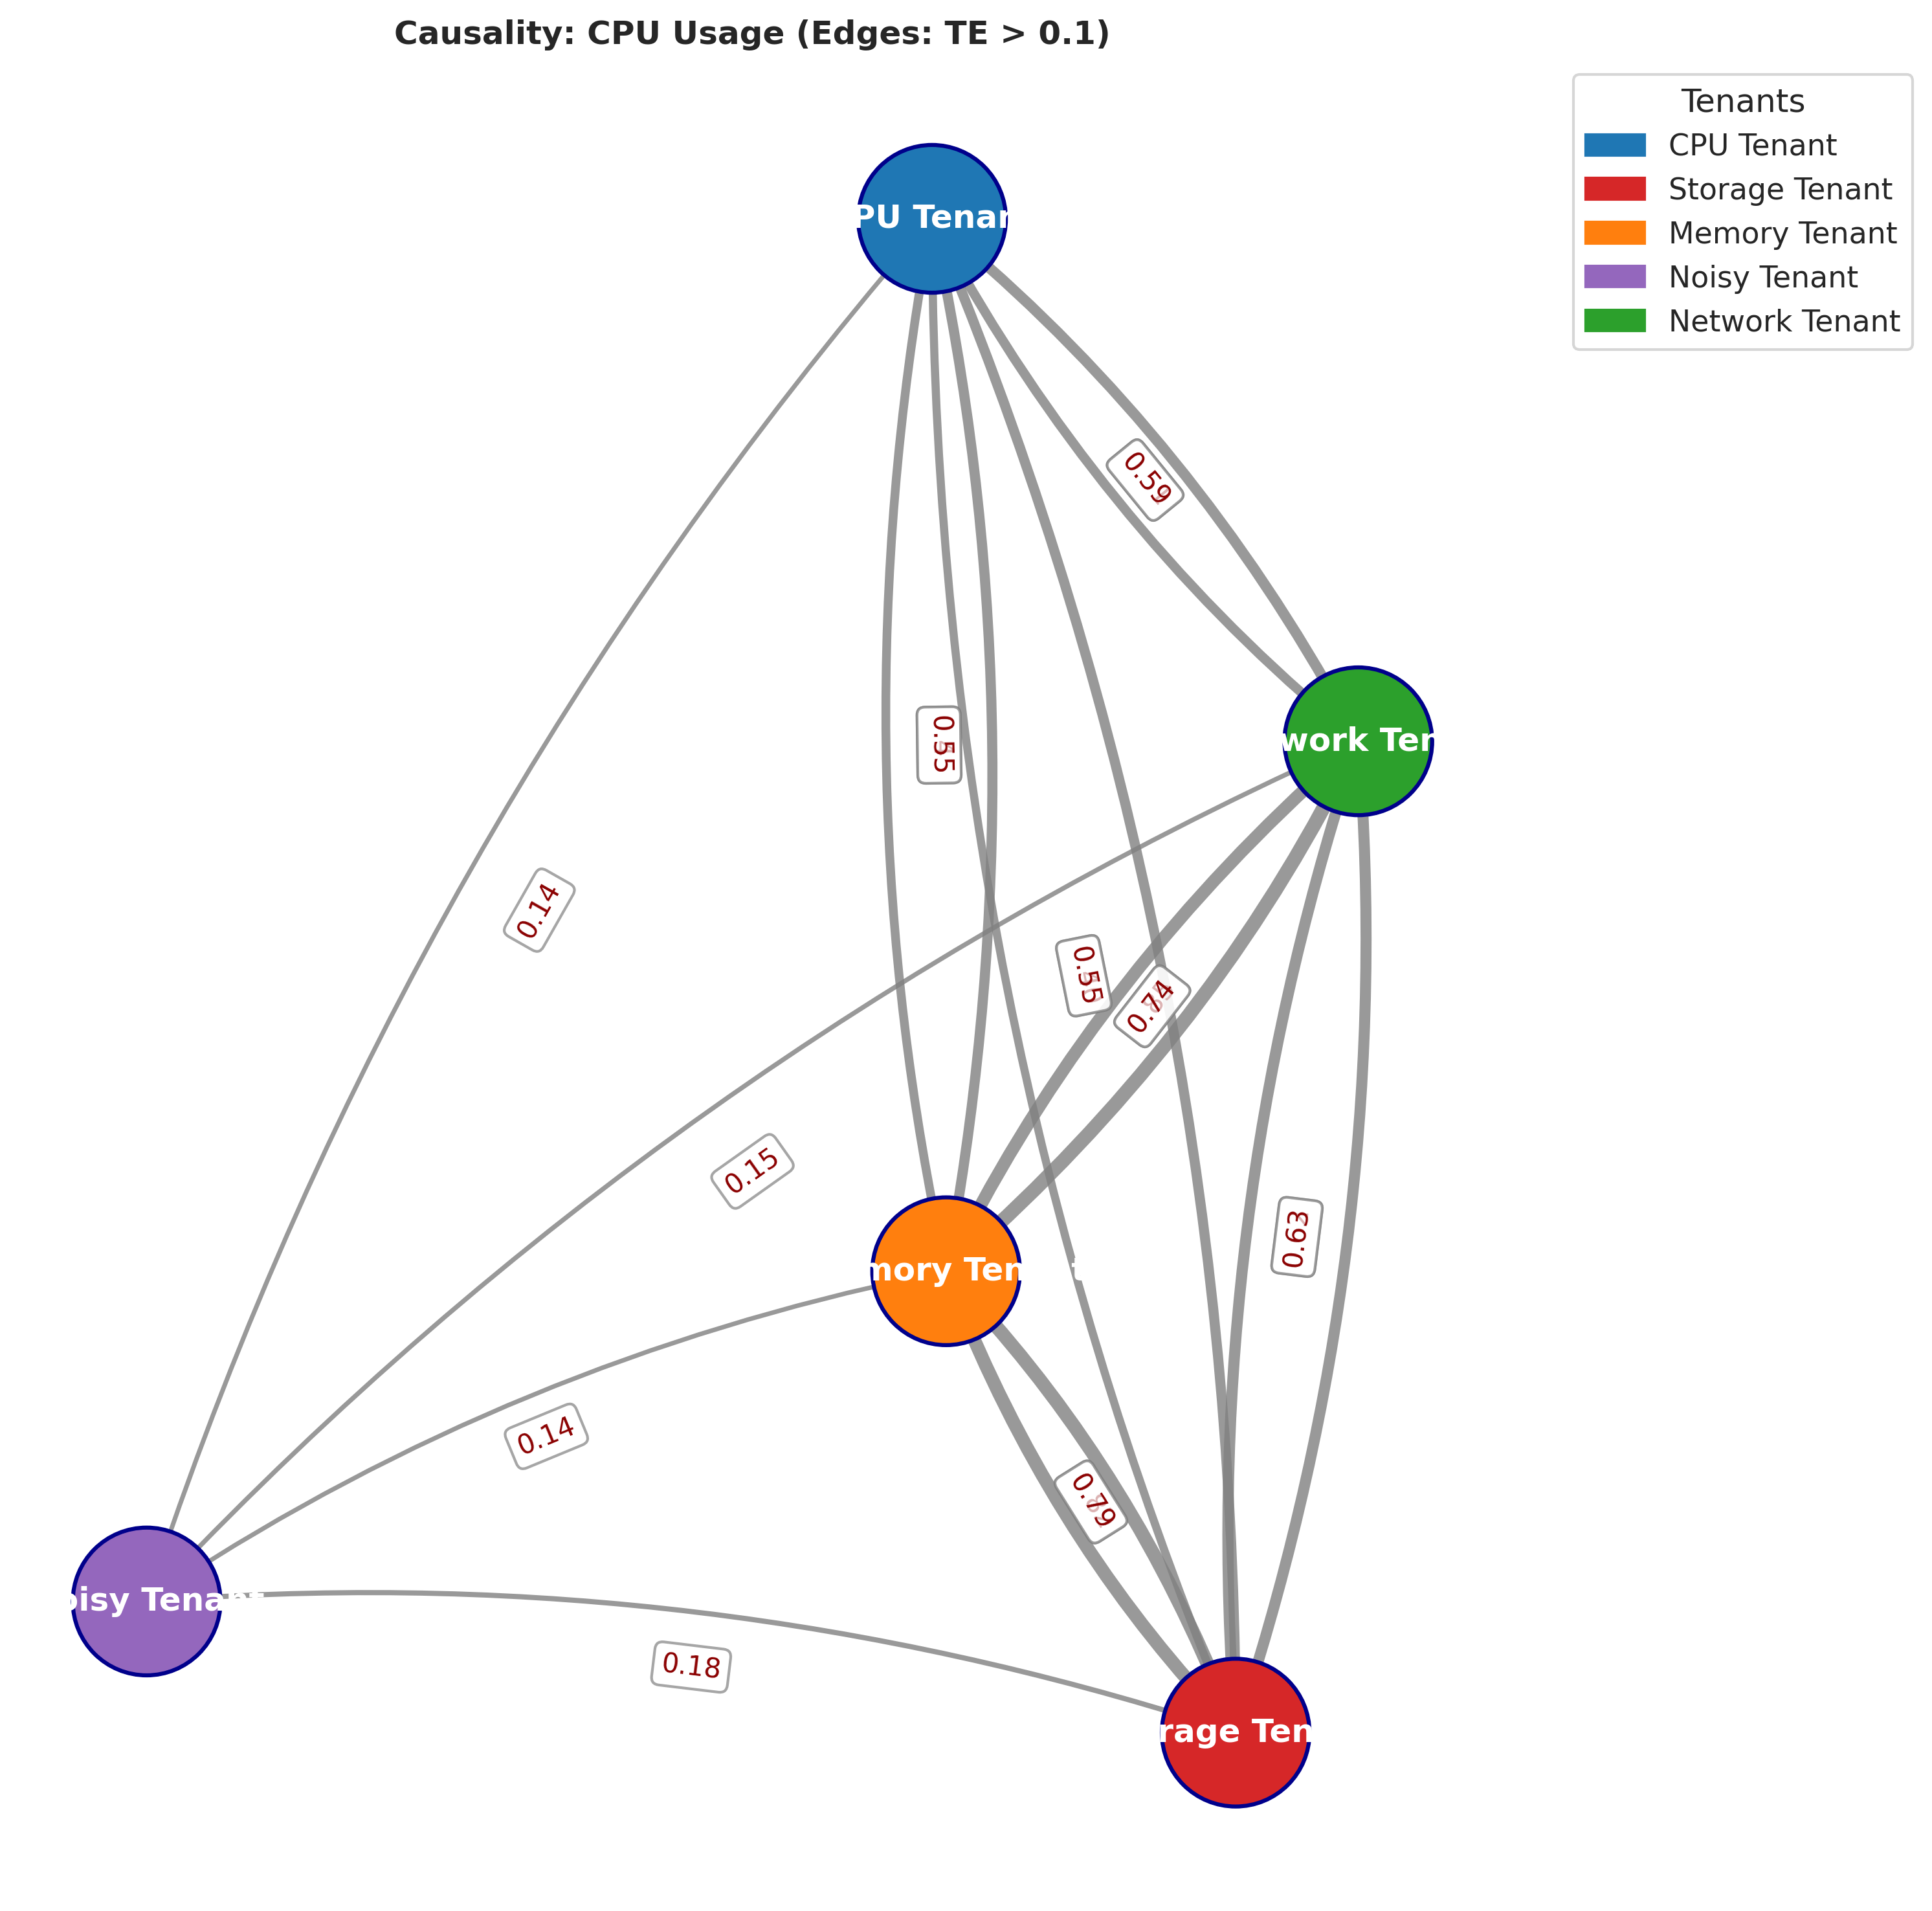 Causality: CPU Usage (Edges: TE > 0.1)
Tenants
CPU Tenant
Storage Tenant
Memory Tenant
Noisy Tenant
Network Tenant
PU Tenan
0.59
work Ten
0.55
0.14
0.55
0.74
0.15
0.63
mory Ten t
0.14
0.79
oisy Tenant
0.18
rage Ten